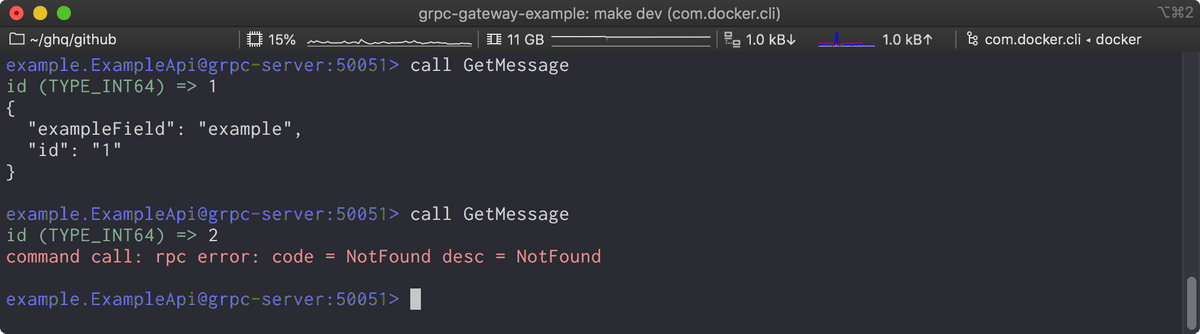 grpc-gateway-example: make dev (com.docker.cli)
⌥⌘2
~/ghq/github
15%
11 GB
1.0 kB↓
1.0 kB↑
com.docker.cli ◂ docker
example.ExampleApi@grpc-server:50051> call GetMessage
id (TYPE_INT64) => 1
{
  "exampleField": "example",
  "id": "1"
}
example.ExampleApi@grpc-server:50051> call GetMessage
id (TYPE_INT64) => 2
command call: rpc error: code = NotFound desc = NotFound
example.ExampleApi@grpc-server:50051>